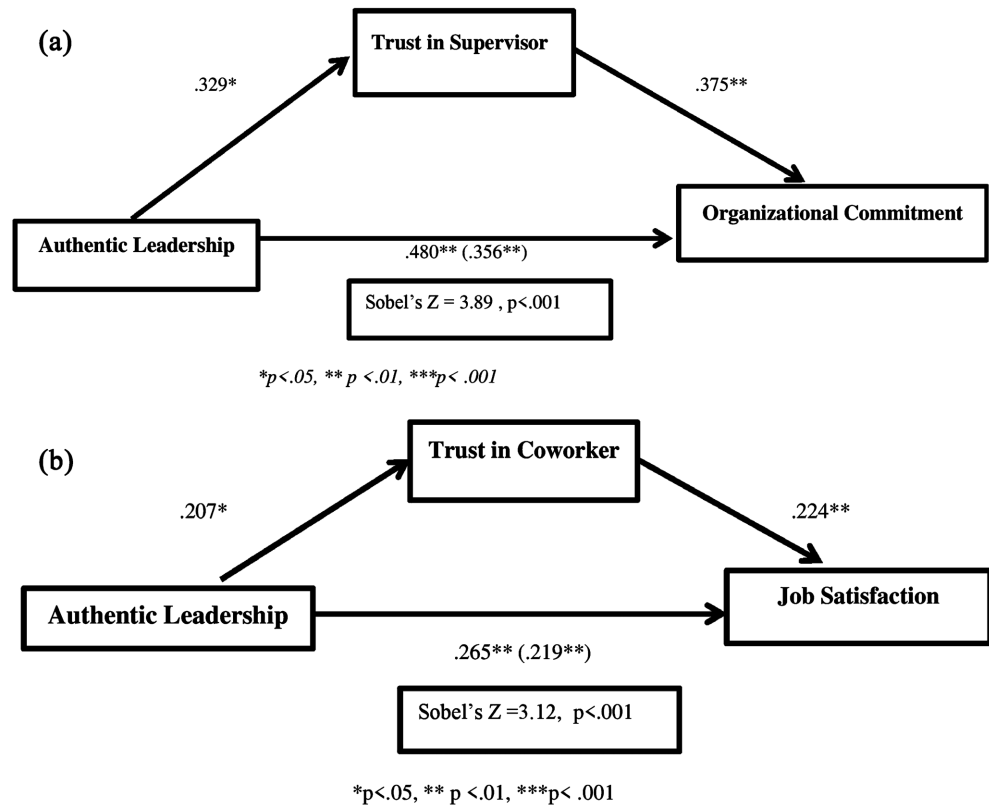 (a)
Trust in Supervisor
.329*
.375**
Authentic Leadership
Organizational Commitment
.480** (.356**)
Sobel's Z = 3.89 , p<.001
*p<.05, ** p <.01, ***p< .001
(b)
Trust in Coworker
.207*
.224**
Authentic Leadership
Job Satisfaction
.265** (.219**)
Sobel's Z =3.12, p<.001
*p<.05, ** p <.01, ***p< .001